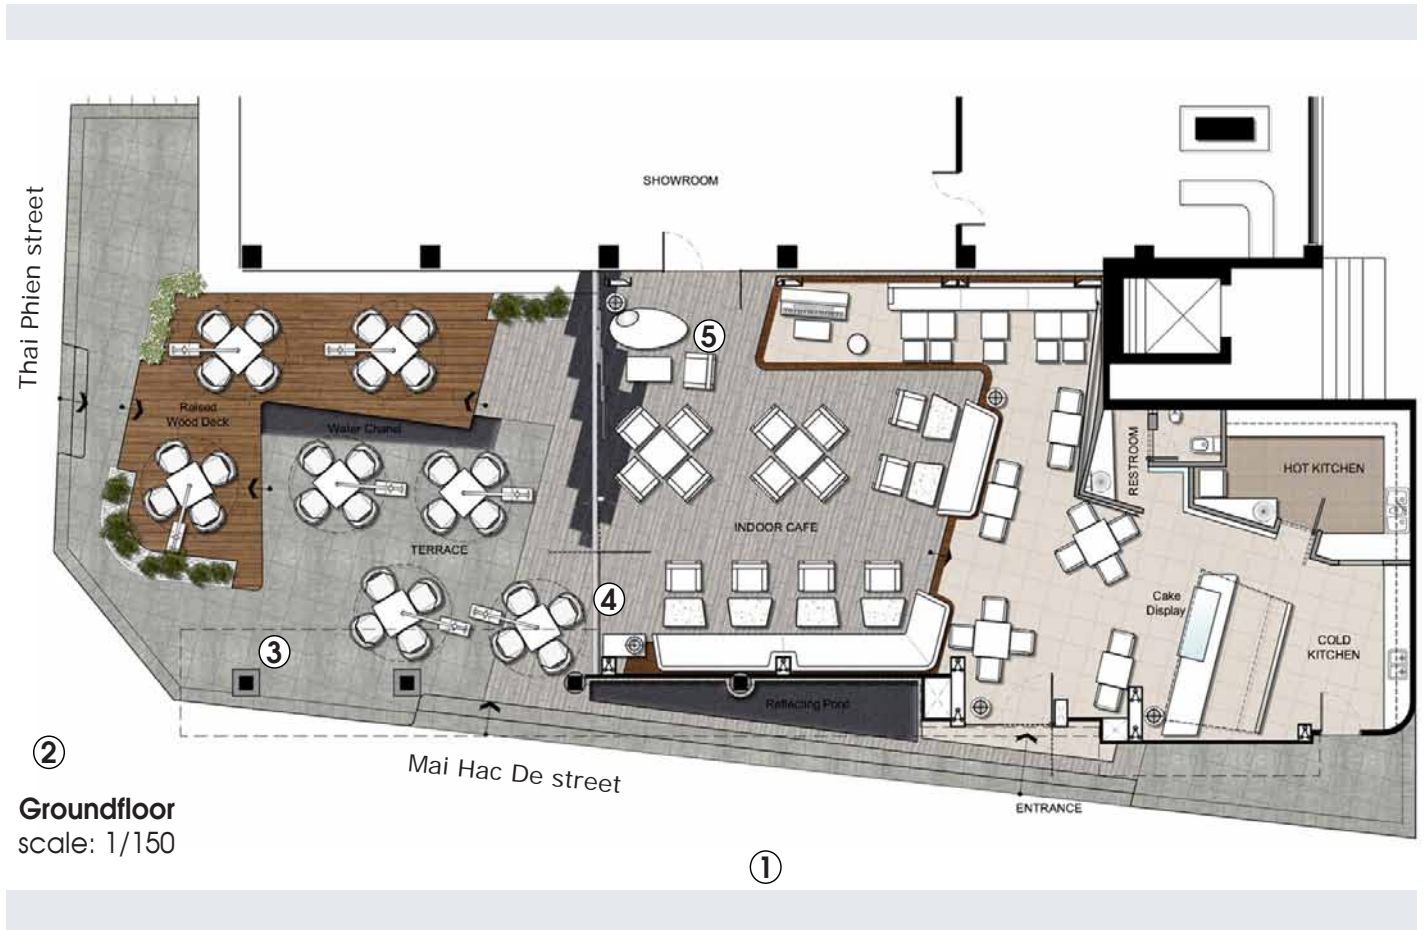 SHOWROOM
Thai Phien street
⑤
Raised
Wood Deck
Water Chanel
RESTROOM
HOT KITCHEN
INDOOR CAFE
TERRACE
④
Cake
Display
COLD
KITCHEN
③
Reflecting Pond
②
Mai Hac De street
ENTRANCE
Groundfloor
scale: 1/150
①